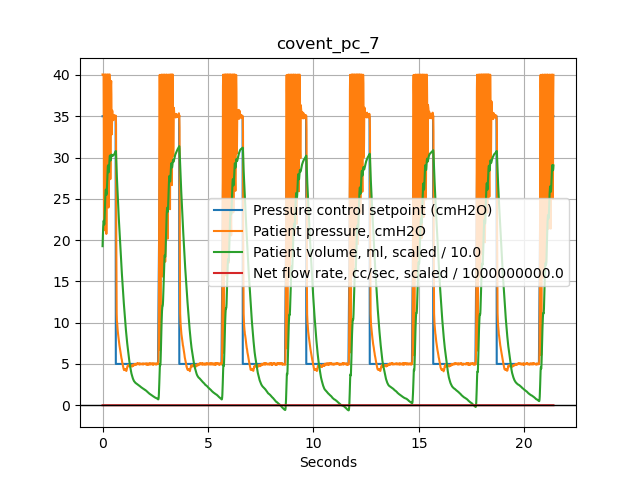 covent_pc_7
40
35
30
25
20
15
10
5
0
Pressure control setpoint (cmH2O)
Patient pressure, cmH2O
Patient volume, ml, scaled / 10.0
Net flow rate, cc/sec, scaled / 1000000000.0
0 5 10 15 20
Seconds